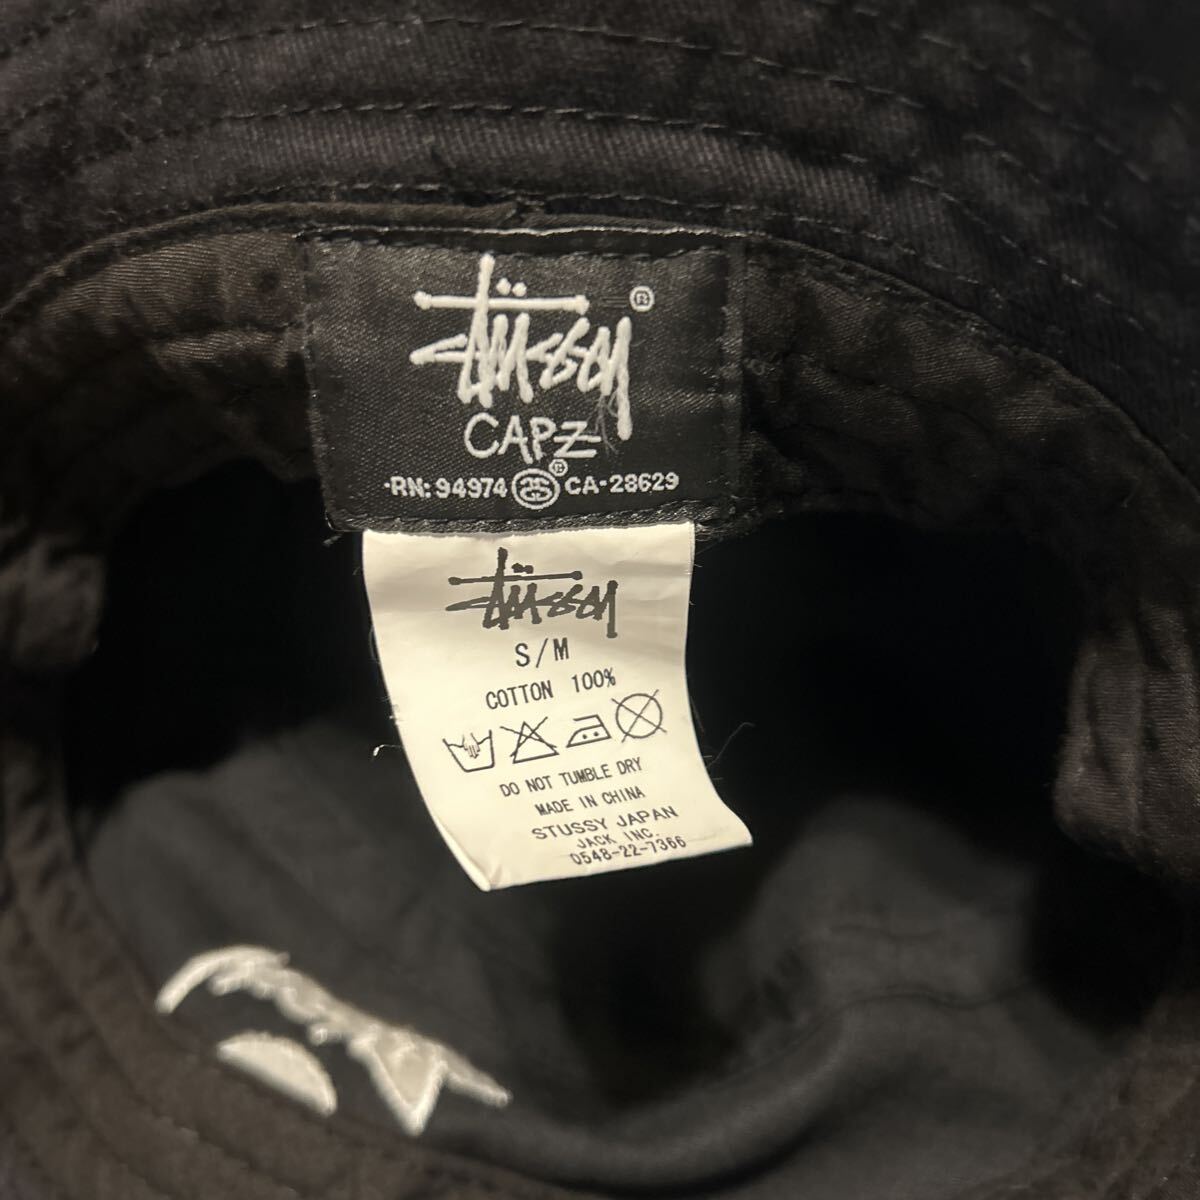 Stüssy ®
CAPZ
·RN: 94974 ® CA·28629
Stüssy
S/M
COTTON 100%
DO NOT TUMBLE DRY
MADE IN CHINA
STUSSY JAPAN
JACK INC.
0548-22-7366